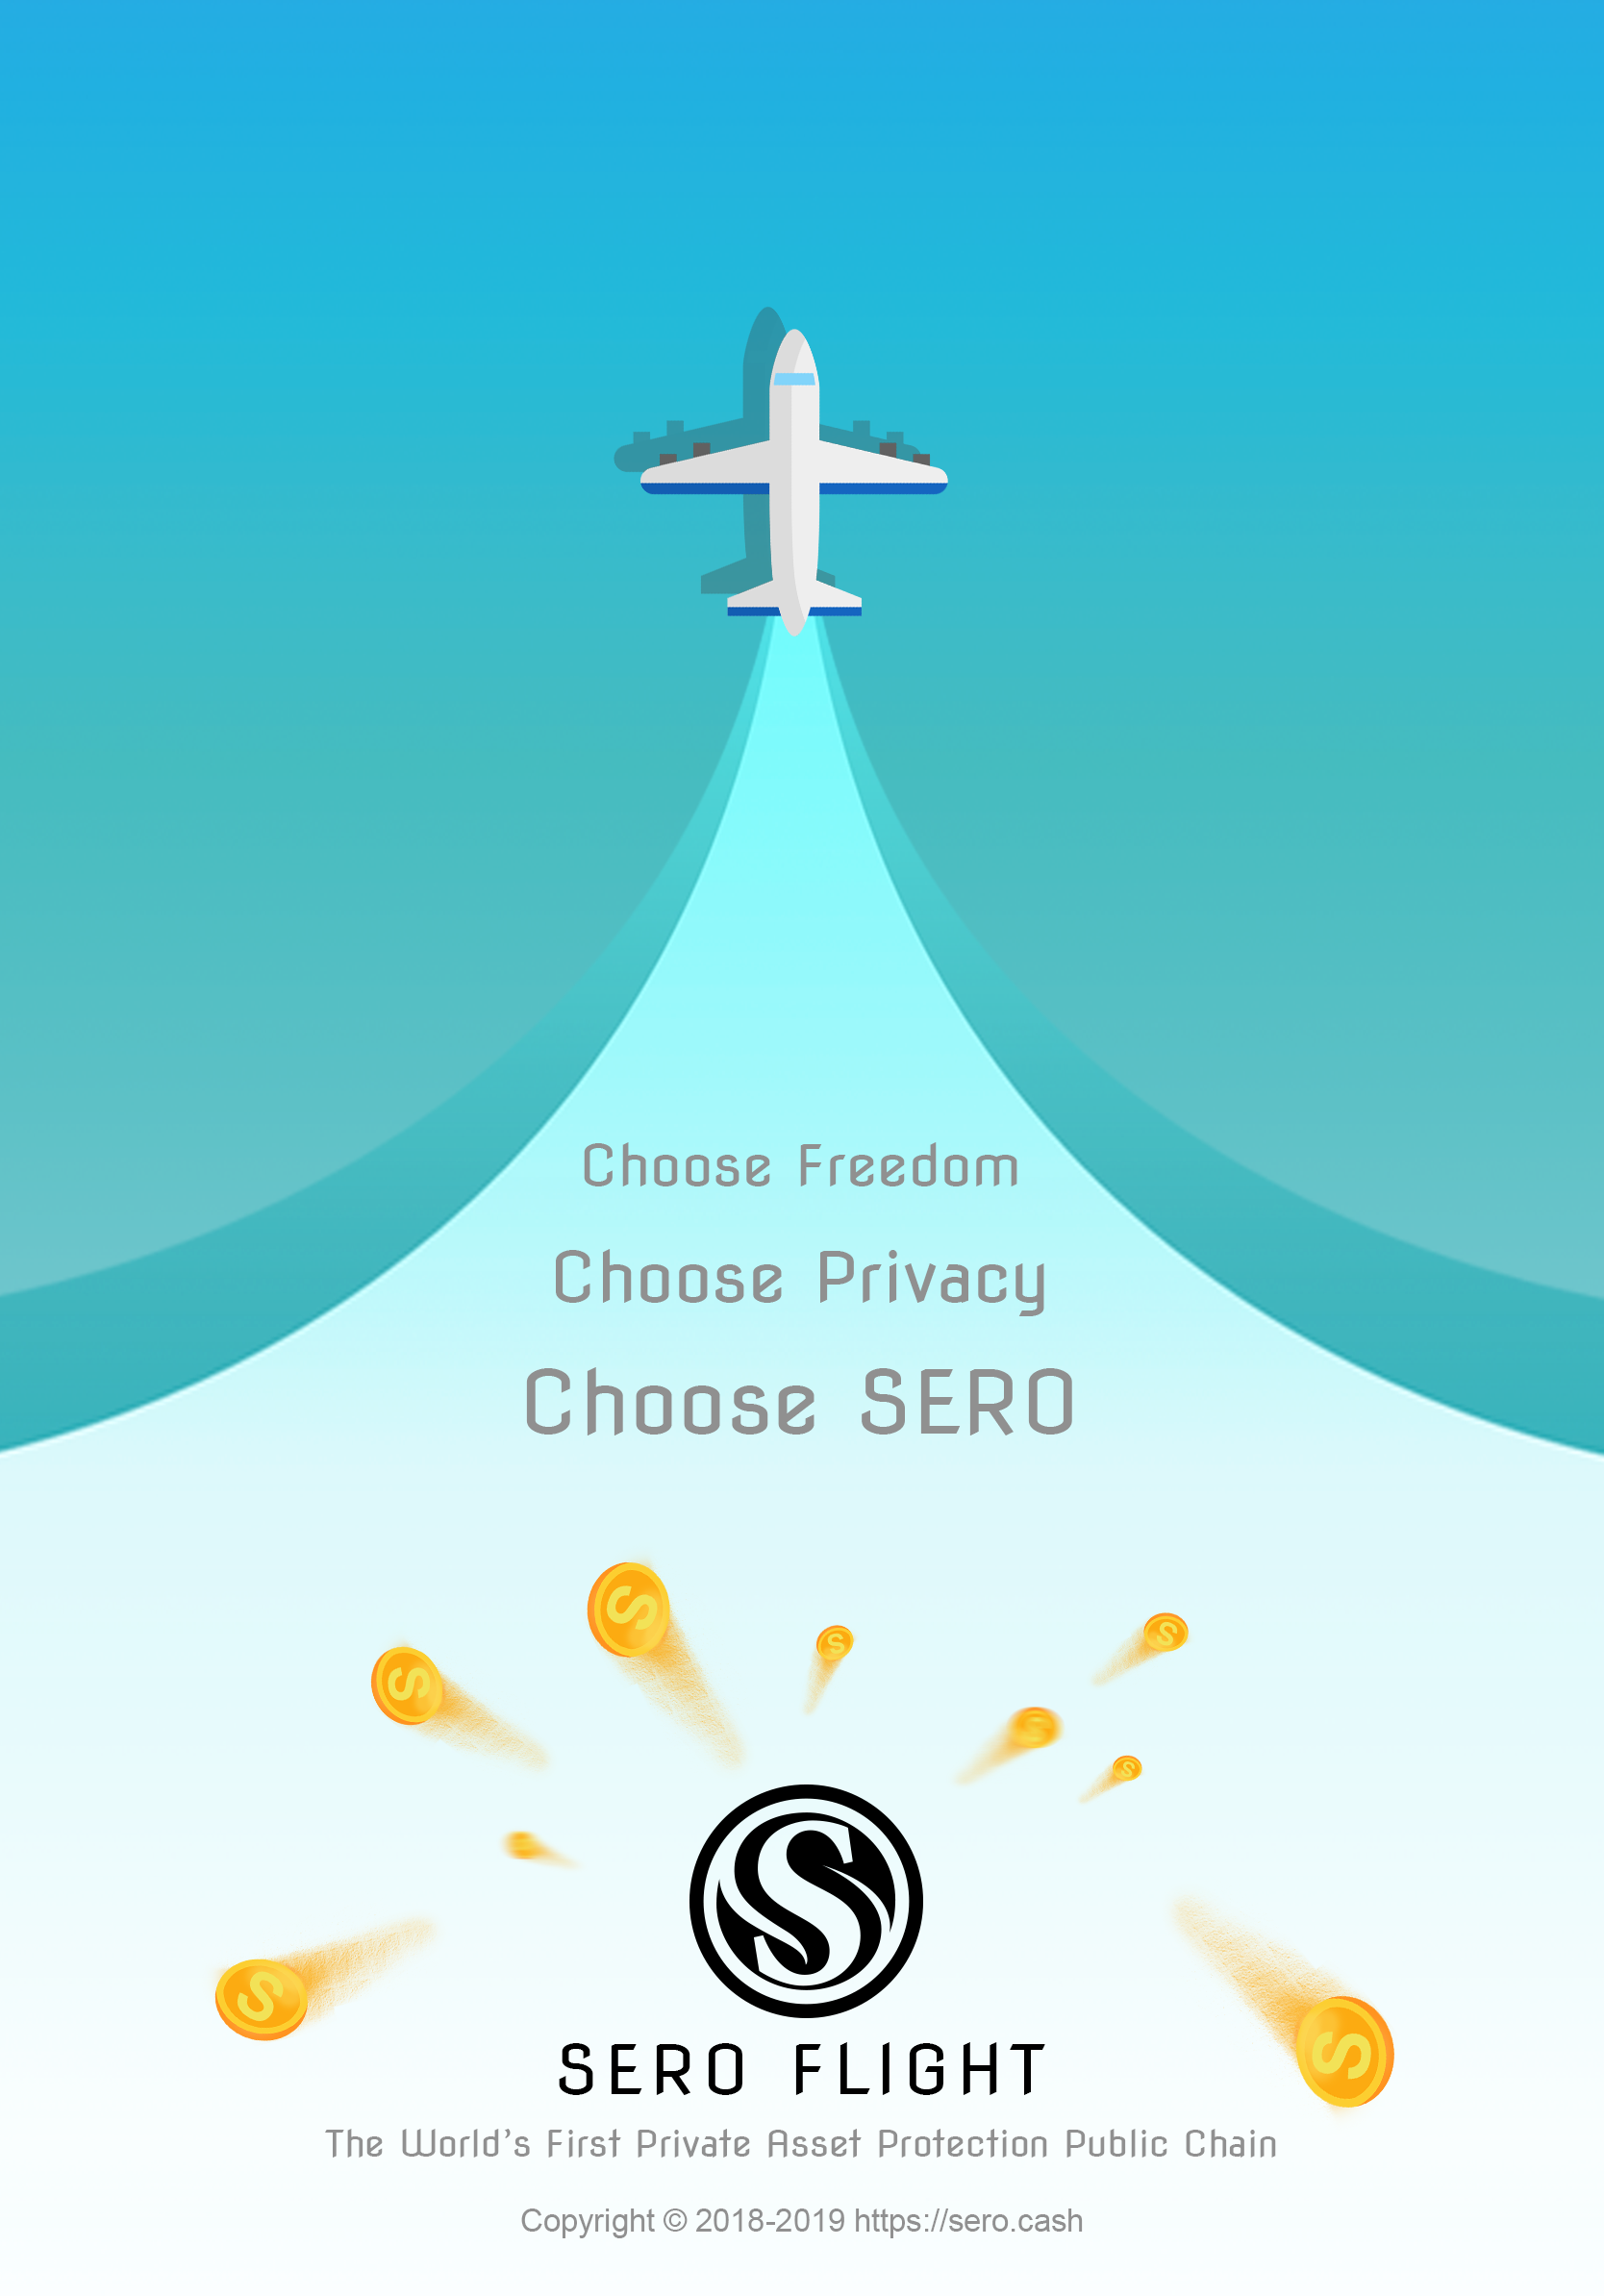 Choose Freedom
Choose Privacy
Choose SERO
S
S
S
S
S
S
S
S
SERO FLIGHT
The World's First Private Asset Protection Public Chain
Copyright © 2018-2019 https://sero.cash